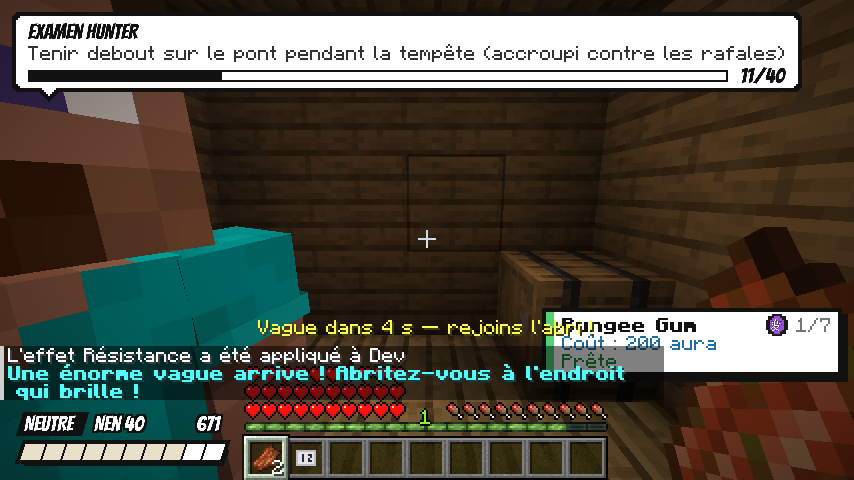 EXAMEN HUNTER
Tenir debout sur le pont pendant la tempête (accroupi contre les rafales)
11/40
Vague dans 4 s — rejoins l'abri !
Bungee Gum
1/7
Coût : 200 aura
Prête
L'effet Résistance a été appliqué à Dev
Une énorme vague arrive ! Abritez-vous à l'endroit
qui brille !
NEUTRE NEN 40 671
1
2
12